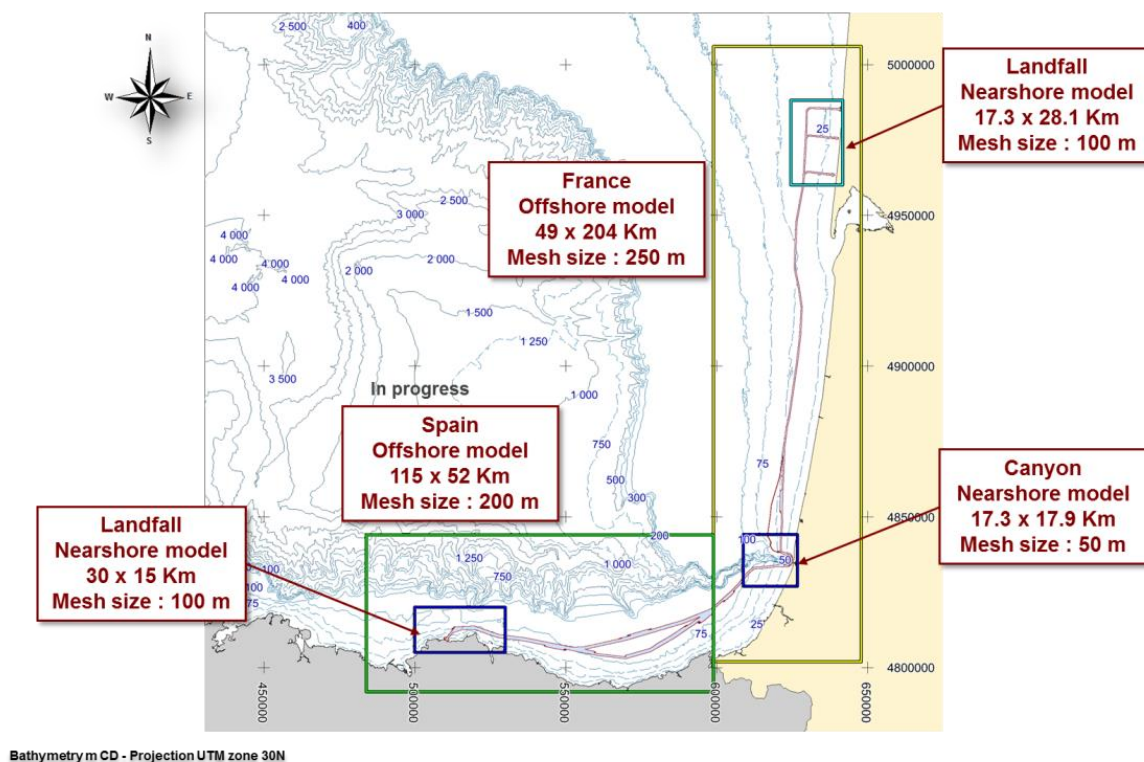 2 500
400
N
W
E
S
5000000
Landfall
Nearshore model
17.3 x 28.1 Km
Mesh size : 100 m
25
France
Offshore model
49 x 204 Km
Mesh size : 250 m
2 500
3 000
4 000
4 000
4 000
4 000
4 000
2 000
2 000
4950000
1 500
1 250
3 500
In progress
1 000
4900000
Spain
Offshore model
115 x 52 Km
Mesh size : 200 m
750
500
300
75
Canyon
Nearshore model
17.3 x 17.9 Km
Mesh size : 50 m
4850000
200
100
50
Landfall
Nearshore model
30 x 15 Km
Mesh size : 100 m
1 250
750
1 000
100
100
75
75
25
4800000
450000
500000
550000
600000
650000
Bathymetry m CD - Projection UTM zone 30N